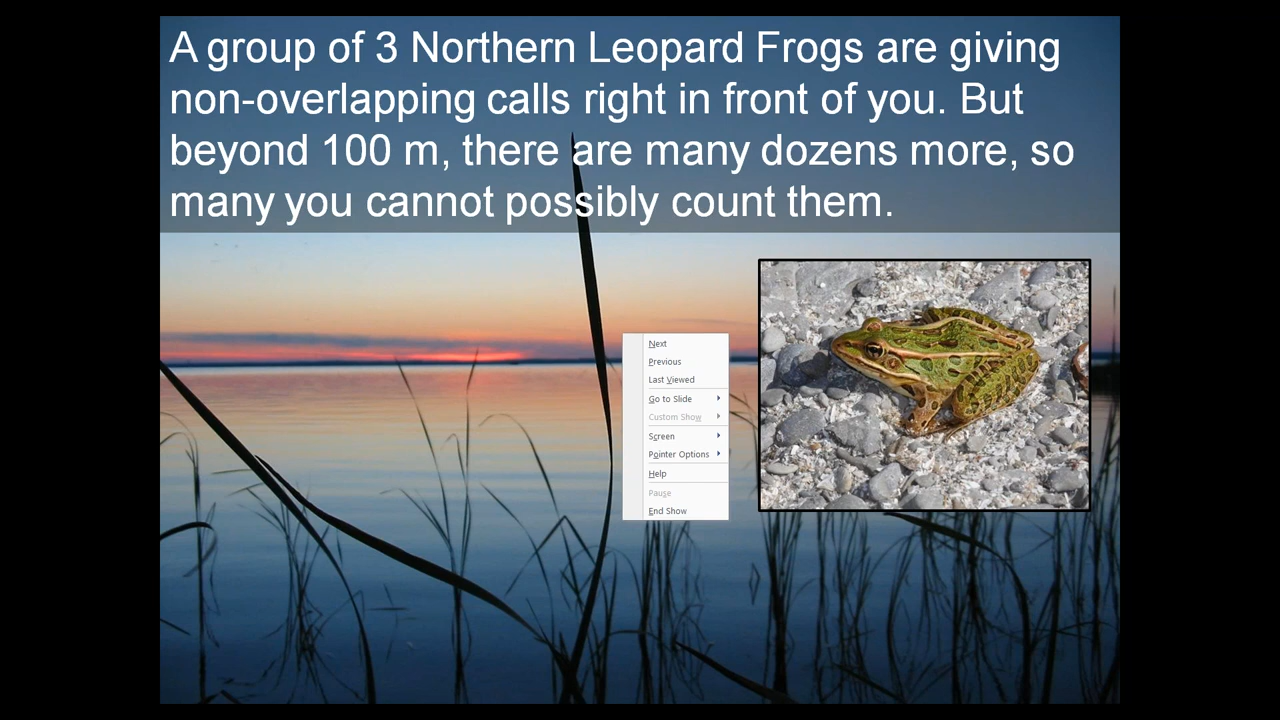 A group of 3 Northern Leopard Frogs are giving
non-overlapping calls right in front of you. But
beyond 100 m, there are many dozens more, so
many you cannot possibly count them.
Next
Previous
Last Viewed
Go to Slide
Custom Show
Screen
Pointer Options
Help
Pause
End Show